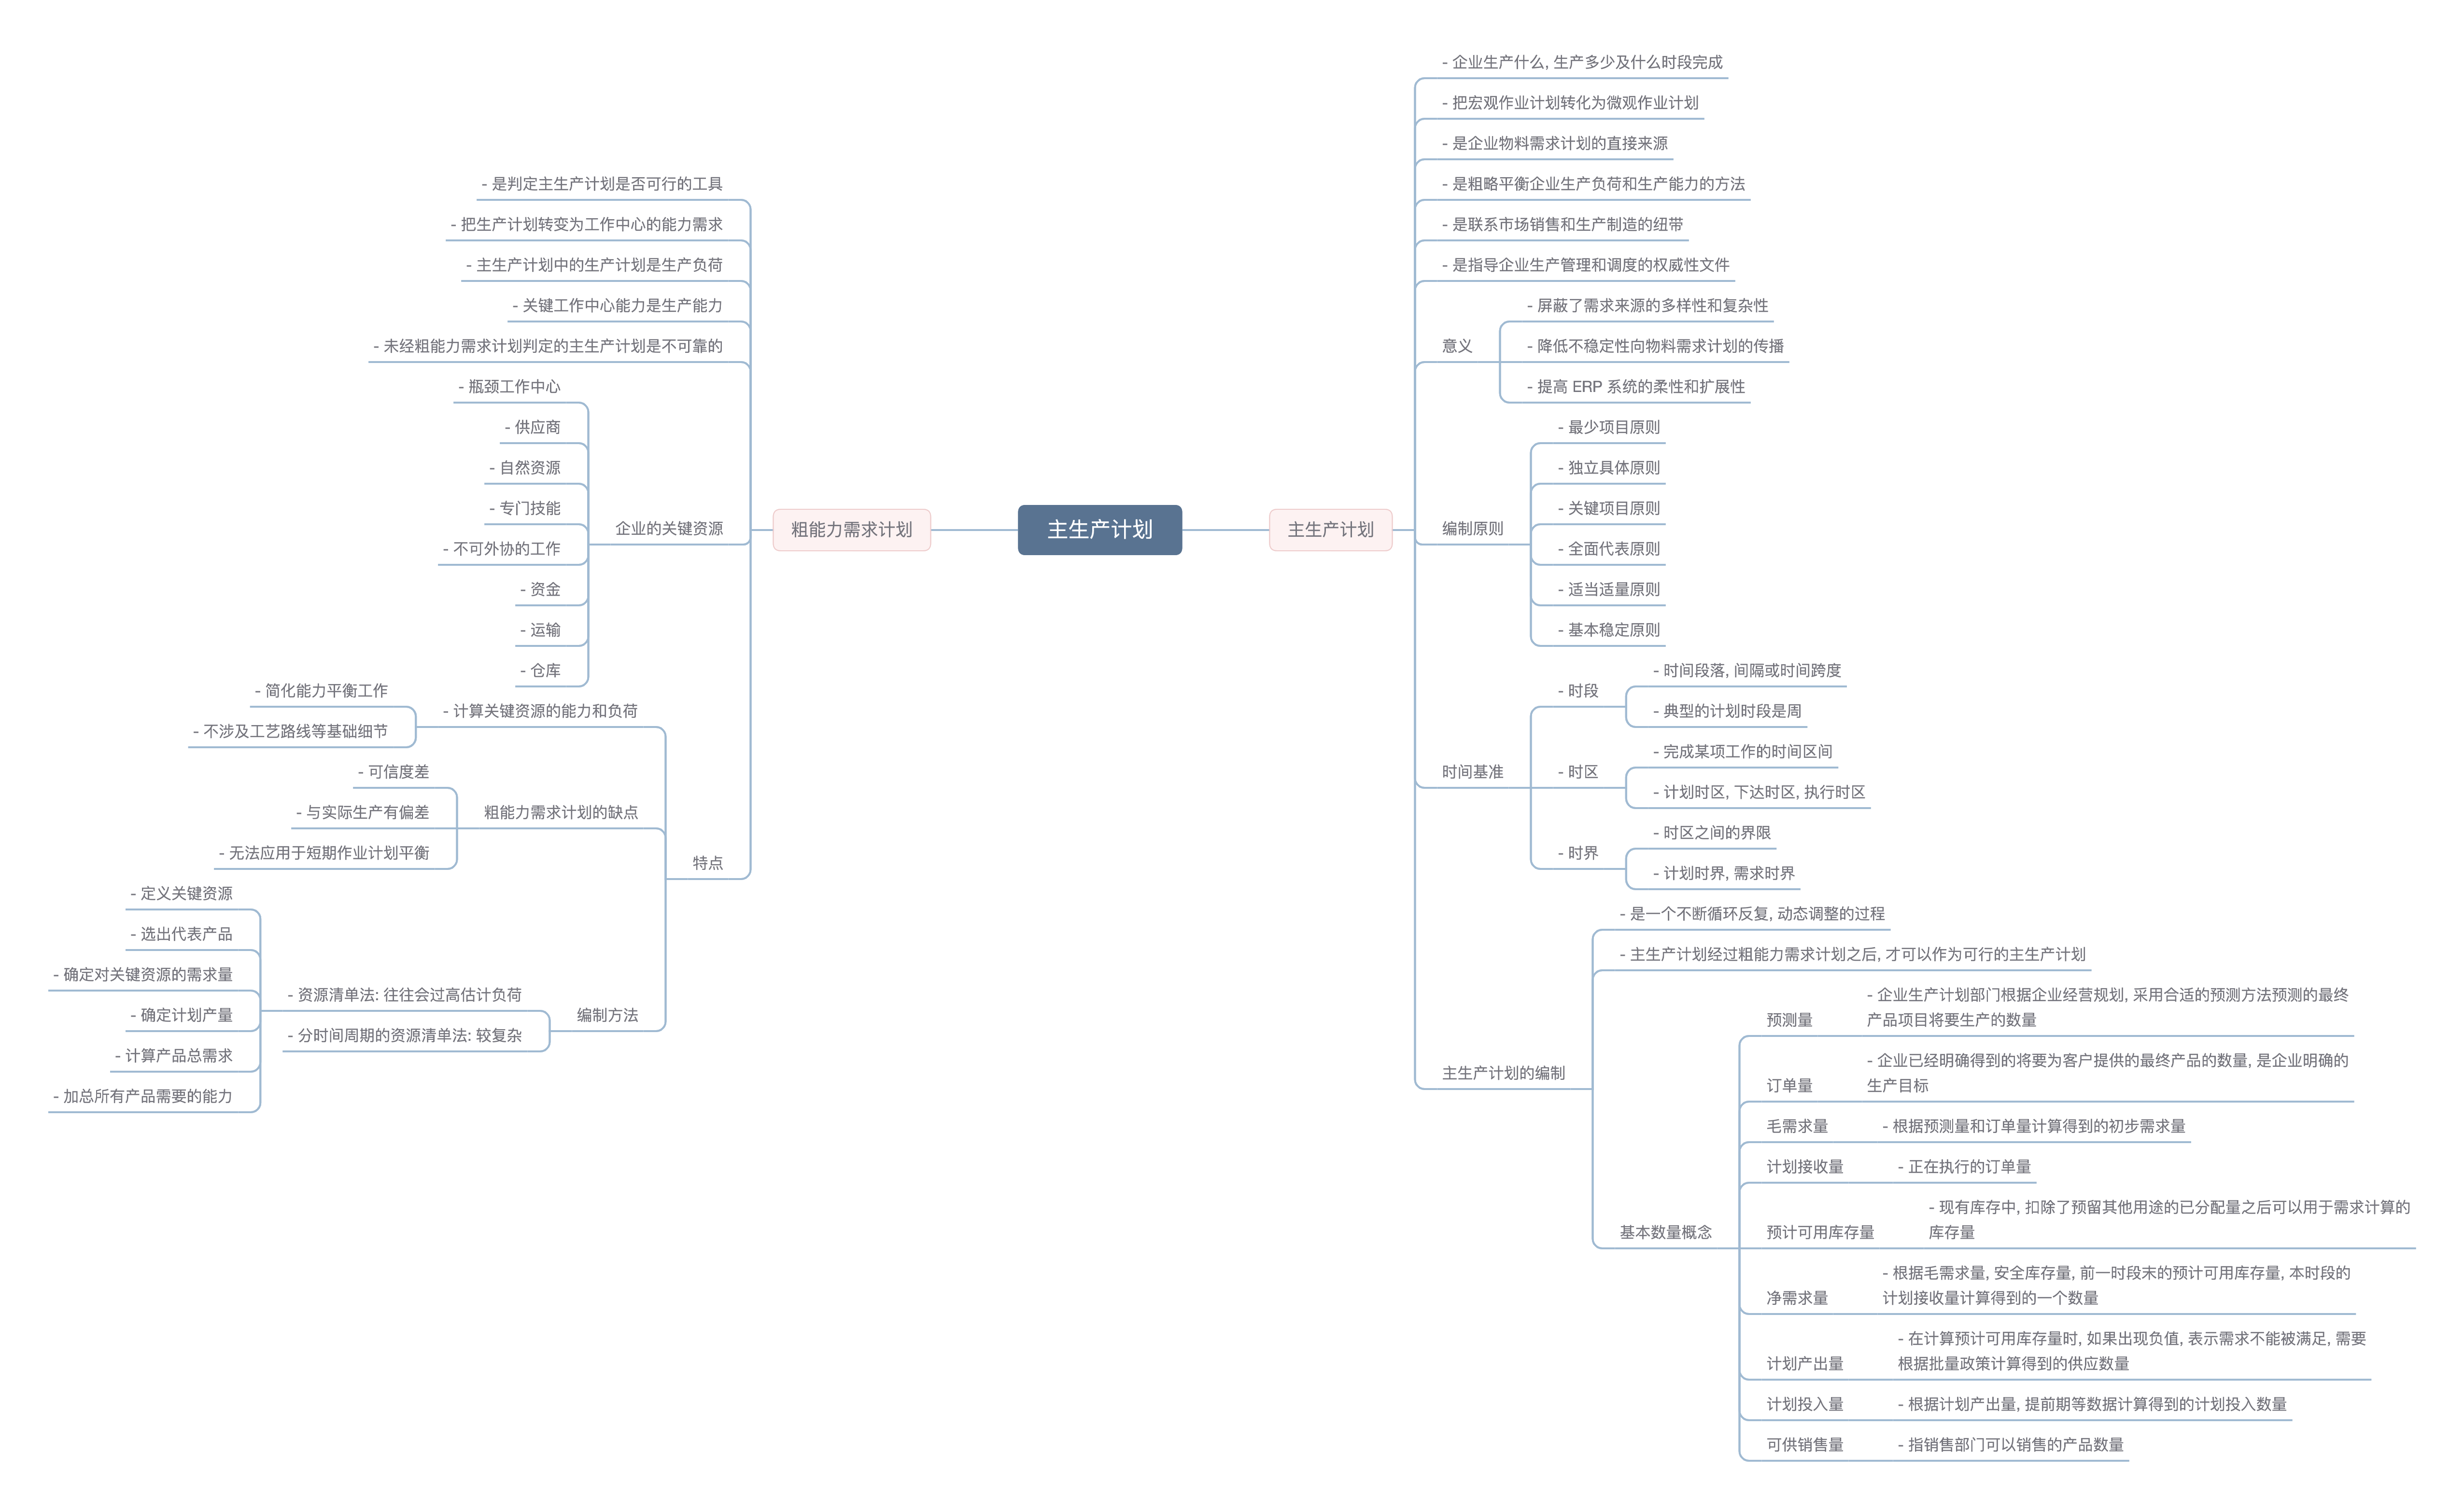 主生产计划
主生产计划
- 企业生产什么, 生产多少及什么时段完成
- 把宏观作业计划转化为微观作业计划
- 是企业物料需求计划的直接来源
- 是粗略平衡企业生产负荷和生产能力的方法
- 是联系市场销售和生产制造的纽带
- 是指导企业生产管理和调度的权威性文件
意义
- 屏蔽了需求来源的多样性和复杂性
- 降低不稳定性向物料需求计划的传播
- 提高 ERP 系统的柔性和扩展性
编制原则
- 最少项目原则
- 独立具体原则
- 关键项目原则
- 全面代表原则
- 适当适量原则
- 基本稳定原则
时间基准
- 时段
- 时间段落, 间隔或时间跨度
- 典型的计划时段是周
- 时区
- 完成某项工作的时间区间
- 计划时区, 下达时区, 执行时区
- 时界
- 时区之间的界限
- 计划时界, 需求时界
主生产计划的编制
- 是一个不断循环反复, 动态调整的过程
- 主生产计划经过粗能力需求计划之后, 才可以作为可行的主生产计划
基本数量概念
预测量
- 企业生产计划部门根据企业经营规划, 采用合适的预测方法预测的最终
产品项目将要生产的数量
订单量
- 企业已经明确得到的将要为客户提供的最终产品的数量, 是企业明确的
生产目标
毛需求量
- 根据预测量和订单量计算得到的初步需求量
计划接收量
- 正在执行的订单量
预计可用库存量
- 现有库存中, 扣除了预留其他用途的已分配量之后可以用于需求计算的
库存量
净需求量
- 根据毛需求量, 安全库存量, 前一时段末的预计可用库存量, 本时段的
计划接收量计算得到的一个数量
计划产出量
- 在计算预计可用库存量时, 如果出现负值, 表示需求不能被满足, 需要
根据批量政策计算得到的供应数量
计划投入量
- 根据计划产出量, 提前期等数据计算得到的计划投入数量
可供销售量
- 指销售部门可以销售的产品数量
粗能力需求计划
- 是判定主生产计划是否可行的工具
- 把生产计划转变为工作中心的能力需求
- 主生产计划中的生产计划是生产负荷
- 关键工作中心能力是生产能力
- 未经粗能力需求计划判定的主生产计划是不可靠的
企业的关键资源
- 瓶颈工作中心
- 供应商
- 自然资源
- 专门技能
- 不可外协的工作
- 资金
- 运输
- 仓库
特点
- 计算关键资源的能力和负荷
- 简化能力平衡工作
- 不涉及工艺路线等基础细节
粗能力需求计划的缺点
- 可信度差
- 与实际生产有偏差
- 无法应用于短期作业计划平衡
编制方法
- 资源清单法: 往往会过高估计负荷
- 定义关键资源
- 选出代表产品
- 确定对关键资源的需求量
- 确定计划产量
- 计算产品总需求
- 加总所有产品需要的能力
- 分时间周期的资源清单法: 较复杂